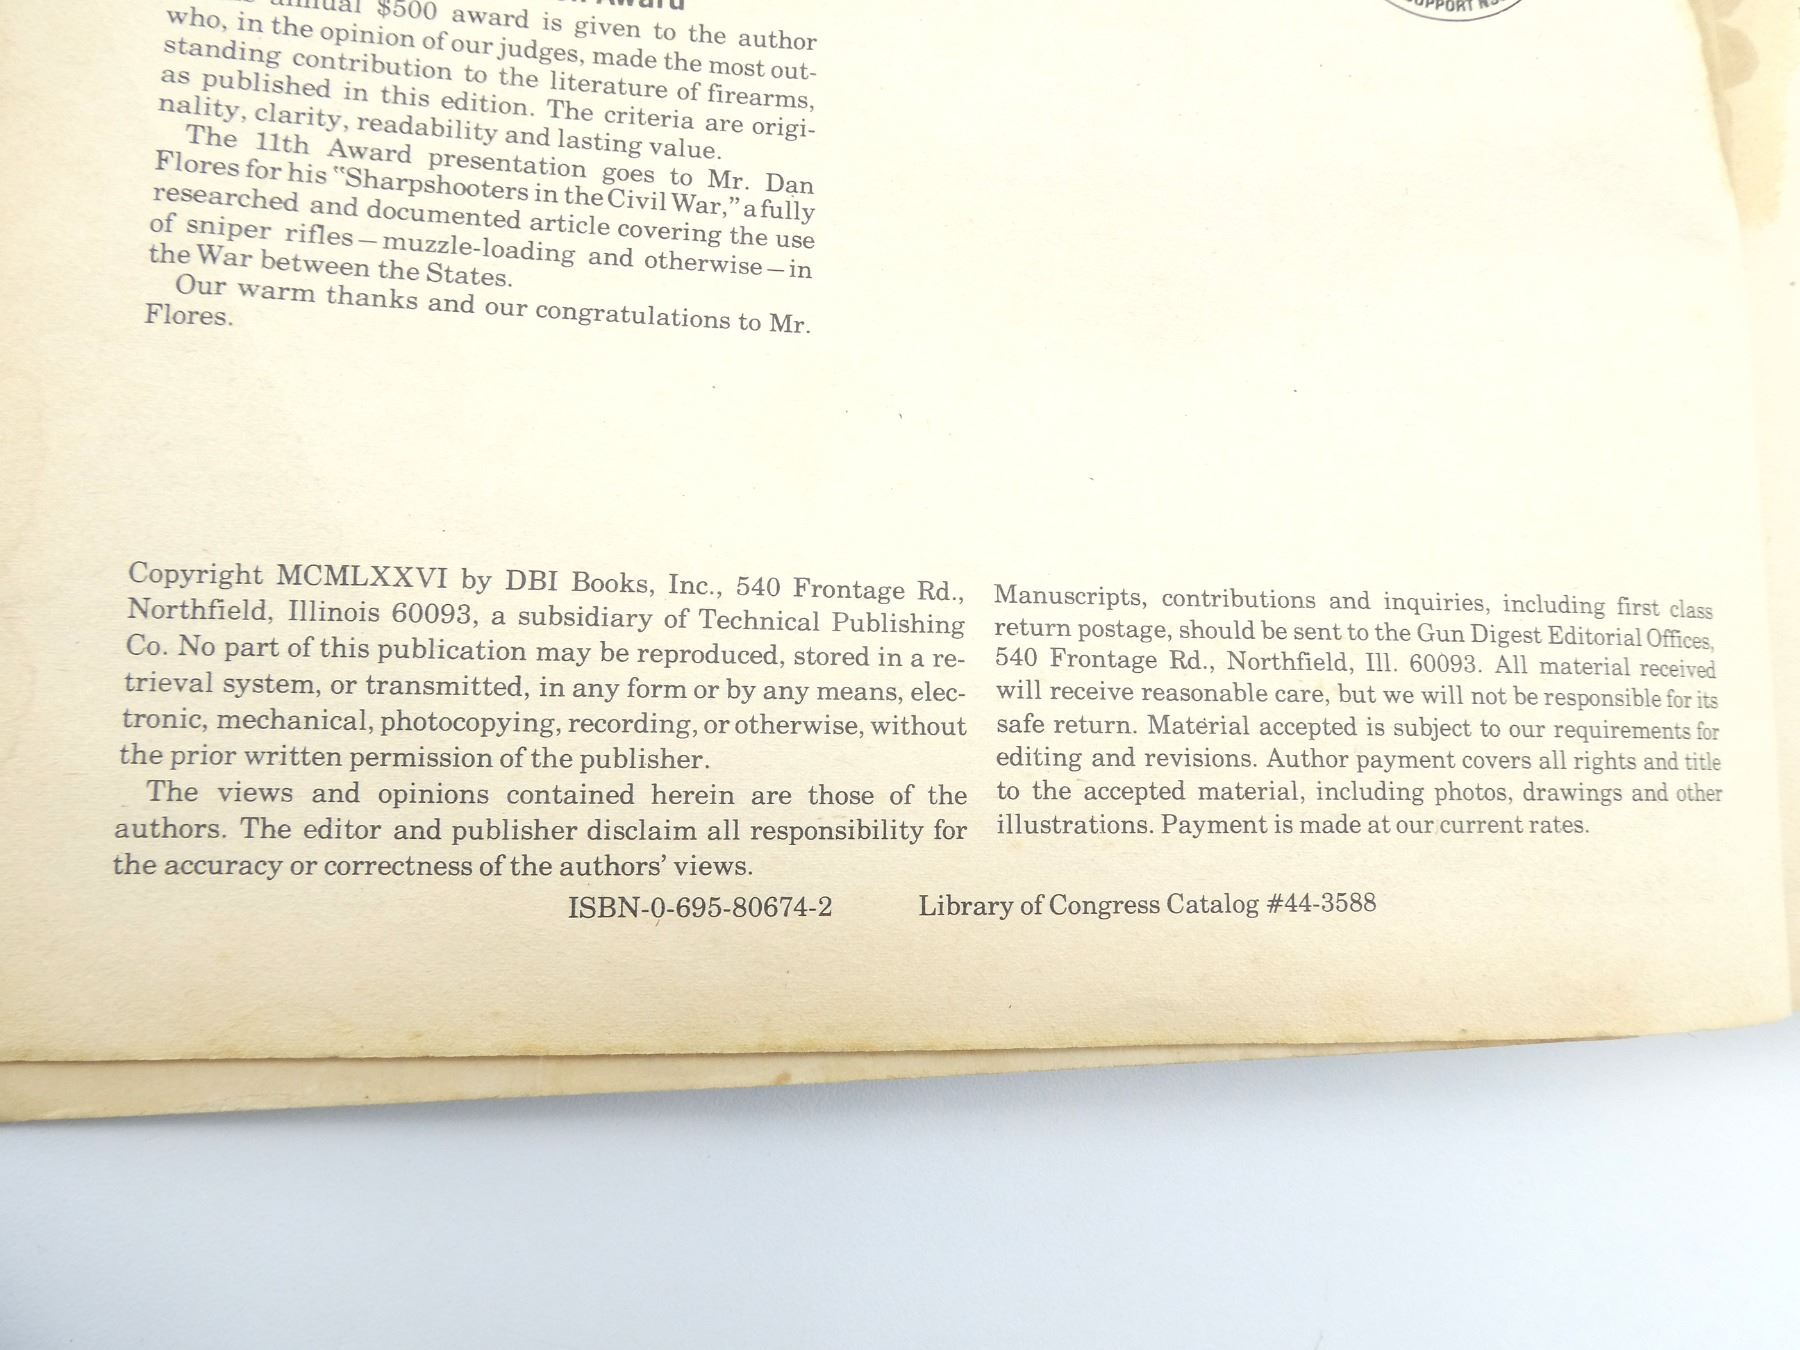 Award
annual $500 award is given to the author
who, in the opinion of our judges, made the most out-
standing contribution to the literature of firearms,
as published in this edition. The criteria are origi-
nality, clarity, readability and lasting value.
The 11th Award presentation goes to Mr. Dan
Flores for his "Sharpshooters in the Civil War," a fully
researched and documented article covering the use
of sniper rifles—muzzle-loading and otherwise—in
the War between the States.
Our warm thanks and our congratulations to Mr.
Flores.
SUPPORT
Copyright MCMLXXVI by DBI Books, Inc., 540 Frontage Rd.,
Northfield, Illinois 60093, a subsidiary of Technical Publishing
Co. No part of this publication may be reproduced, stored in a re-
trieval system, or transmitted, in any form or by any means, elec-
tronic, mechanical, photocopying, recording, or otherwise, without
the prior written permission of the publisher.
The views and opinions contained herein are those of the
authors. The editor and publisher disclaim all responsibility for
the accuracy or correctness of the authors' views.
Manuscripts, contributions and inquiries, including first class
return postage, should be sent to the Gun Digest Editorial Offices,
540 Frontage Rd., Northfield, Ill. 60093. All material received
will receive reasonable care, but we will not be responsible for its
safe return. Material accepted is subject to our requirements for
editing and revisions. Author payment covers all rights and title
to the accepted material, including photos, drawings and other
illustrations. Payment is made at our current rates.
ISBN-0-695-80674-2 Library of Congress Catalog #44-3588